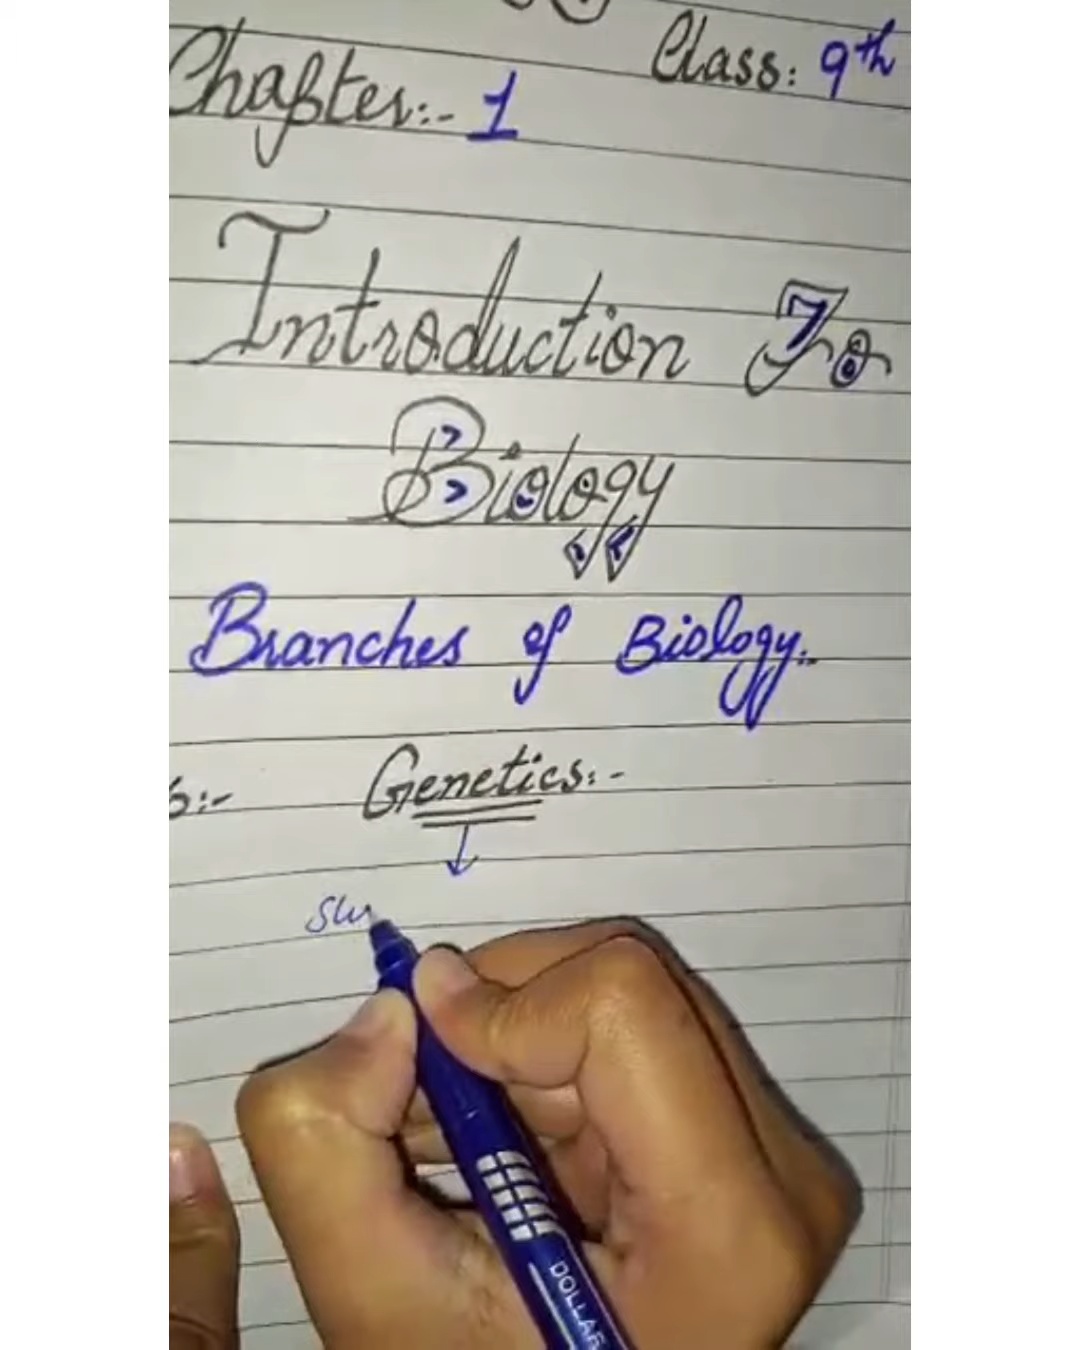 Class: 9th
Chapter:- 1
Introduction To
Biology
Branches of Biology:-
Genetics:-
DOLLAR